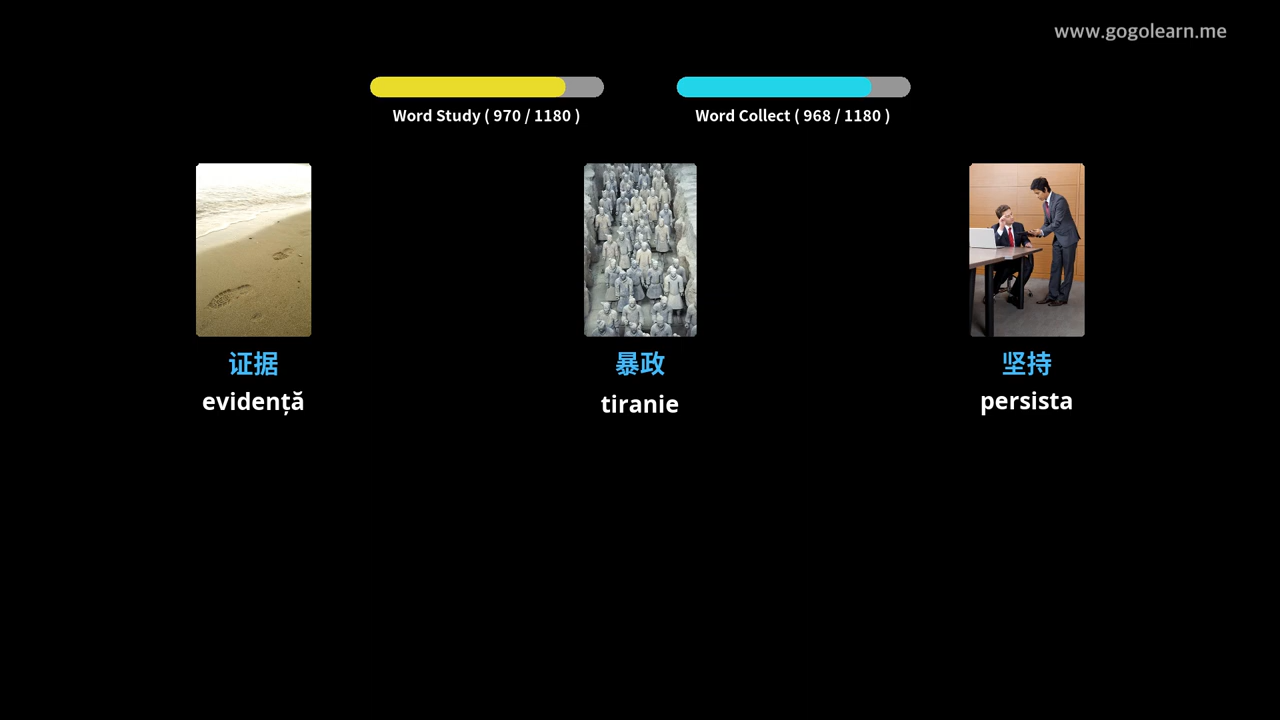 www.gogolearn.me
Word Study ( 970 / 1180 )
Word Collect ( 968 / 1180 )
证据
暴政
坚持
evidență
tiranie
persista